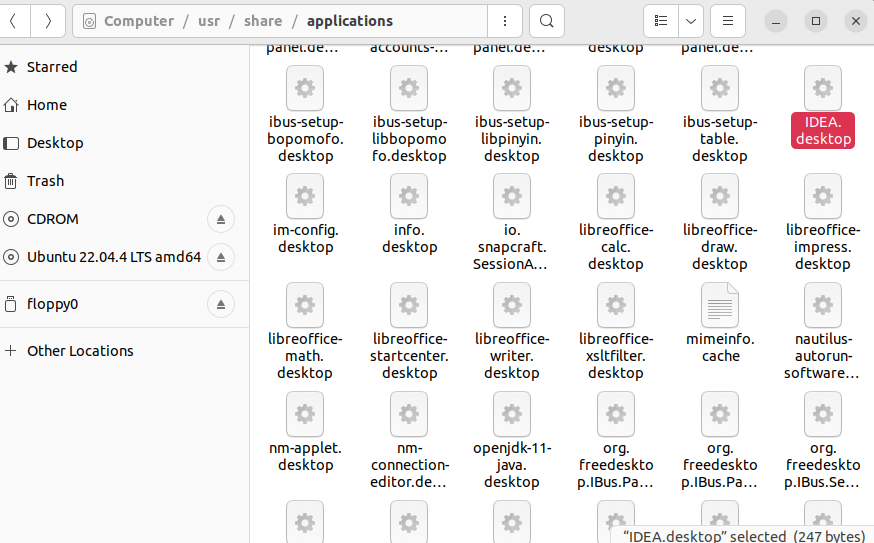 Computer / usr / share / applications
Starred
Home
Desktop
Trash
CDROM
Ubuntu 22.04.4 LTS amd64
floppy0
Other Locations
panel.de…
accounts-…
panel.de…
desktop
panel.de…
ibus-setup-
bopomofo.
desktop
ibus-setup-
libbopomo
fo.desktop
ibus-setup-
libpinyin.
desktop
ibus-setup-
pinyin.
desktop
ibus-setup-
table.
desktop
IDEA.
desktop
im-config.
desktop
info.
desktop
io.
snapcraft.
SessionA…
libreoffice-
calc.
desktop
libreoffice-
draw.
desktop
libreoffice-
impress.
desktop
libreoffice-
math.
desktop
libreoffice-
startcenter.
desktop
libreoffice-
writer.
desktop
libreoffice-
xsltfilter.
desktop
mimeinfo.
cache
nautilus-
autorun-
software…
nm-applet.
desktop
nm-
connection-
editor.de…
openjdk-11-
java.
desktop
org.
freedeskto
p.IBus.Pa…
org.
freedeskto
p.IBus.Pa…
org.
freedeskto
p.IBus.Se…
“IDEA.desktop” selected (247 bytes)